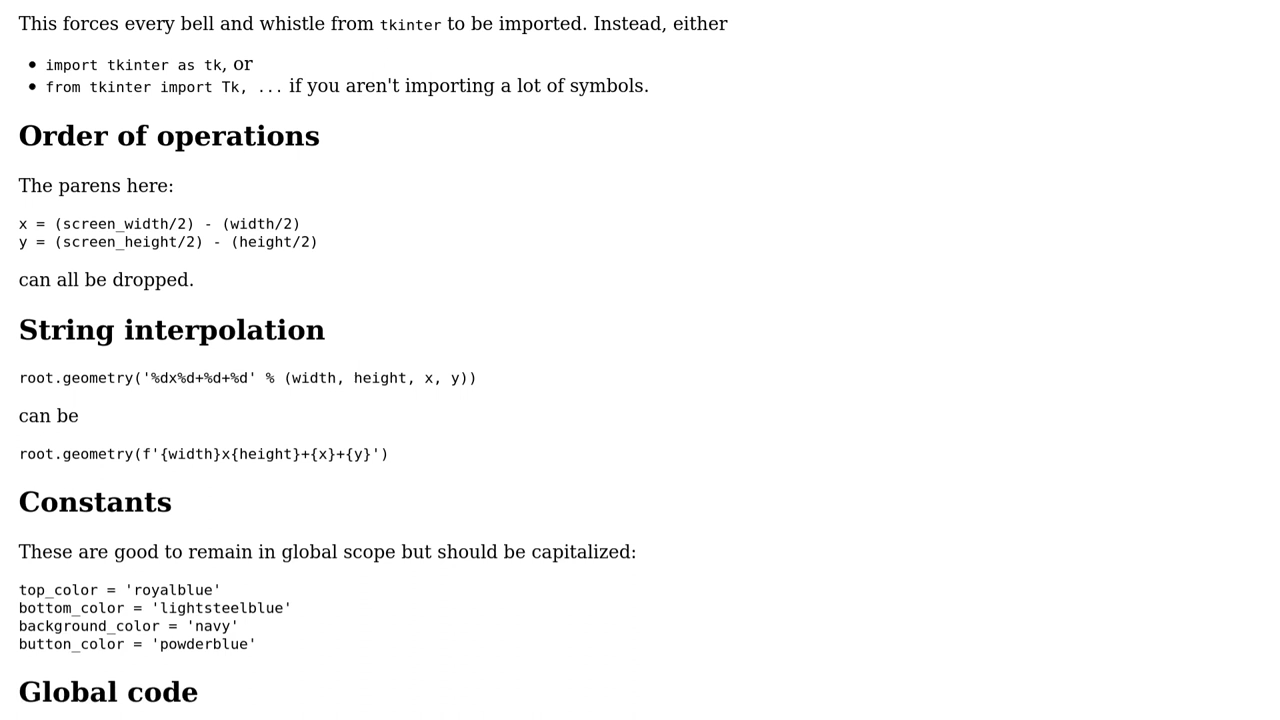 This forces every bell and whistle from tkinter to be imported. Instead, either
• import tkinter as tk, or
• from tkinter import Tk, ... if you aren't importing a lot of symbols.
Order of operations
The parens here:
x = (screen_width/2) - (width/2)
y = (screen_height/2) - (height/2)
can all be dropped.
String interpolation
root.geometry('%dx%d+%d+%d' % (width, height, x, y))
can be
root.geometry(f'{width}x{height}+{x}+{y}')
Constants
These are good to remain in global scope but should be capitalized:
top_color = 'royalblue'
bottom_color = 'lightsteelblue'
background_color = 'navy'
button_color = 'powderblue'
Global code